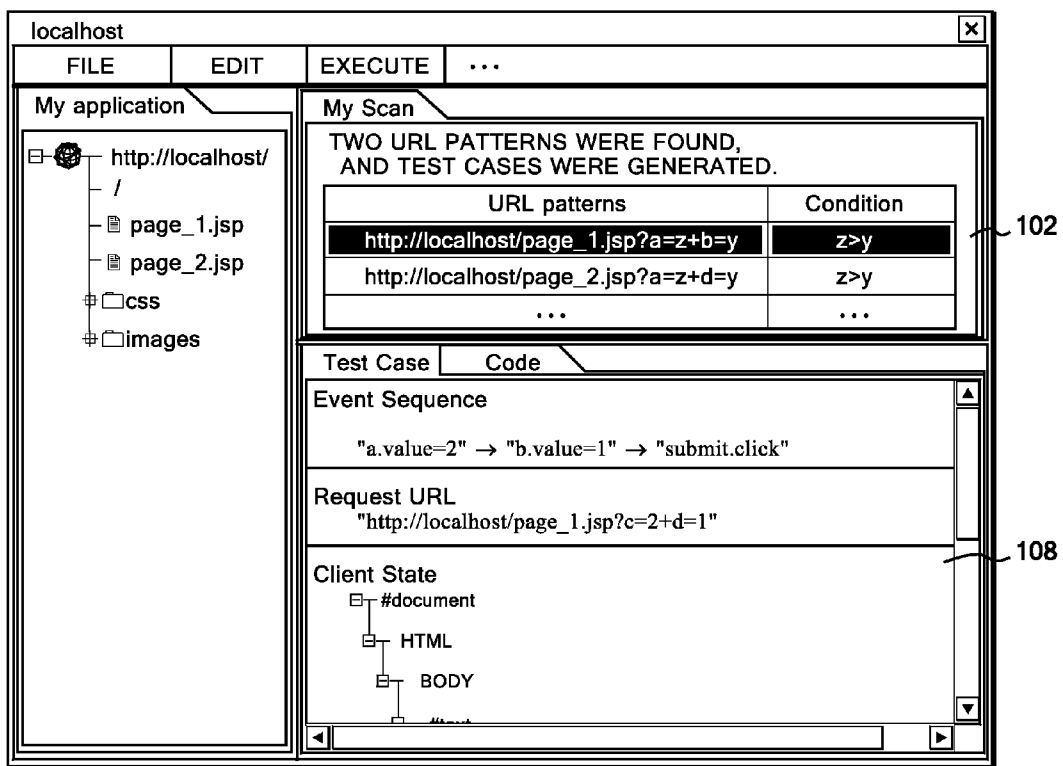 localhost
FILE EDIT EXECUTE ...
My application
http://localhost/
/
page_1.jsp
page_2.jsp
css
images
My Scan
TWO URL PATTERNS WERE FOUND,
AND TEST CASES WERE GENERATED.
URL patterns Condition
http://localhost/page_1.jsp?a=z+b=y z>y
http://localhost/page_2.jsp?a=z+d=y z>y
... ...
102
Test Case Code
Event Sequence
"a.value=2" → "b.value=1" → "submit.click"
Request URL
"http://localhost/page_1.jsp?c=2+d=1"
108
Client State
#document
HTML
BODY
#text